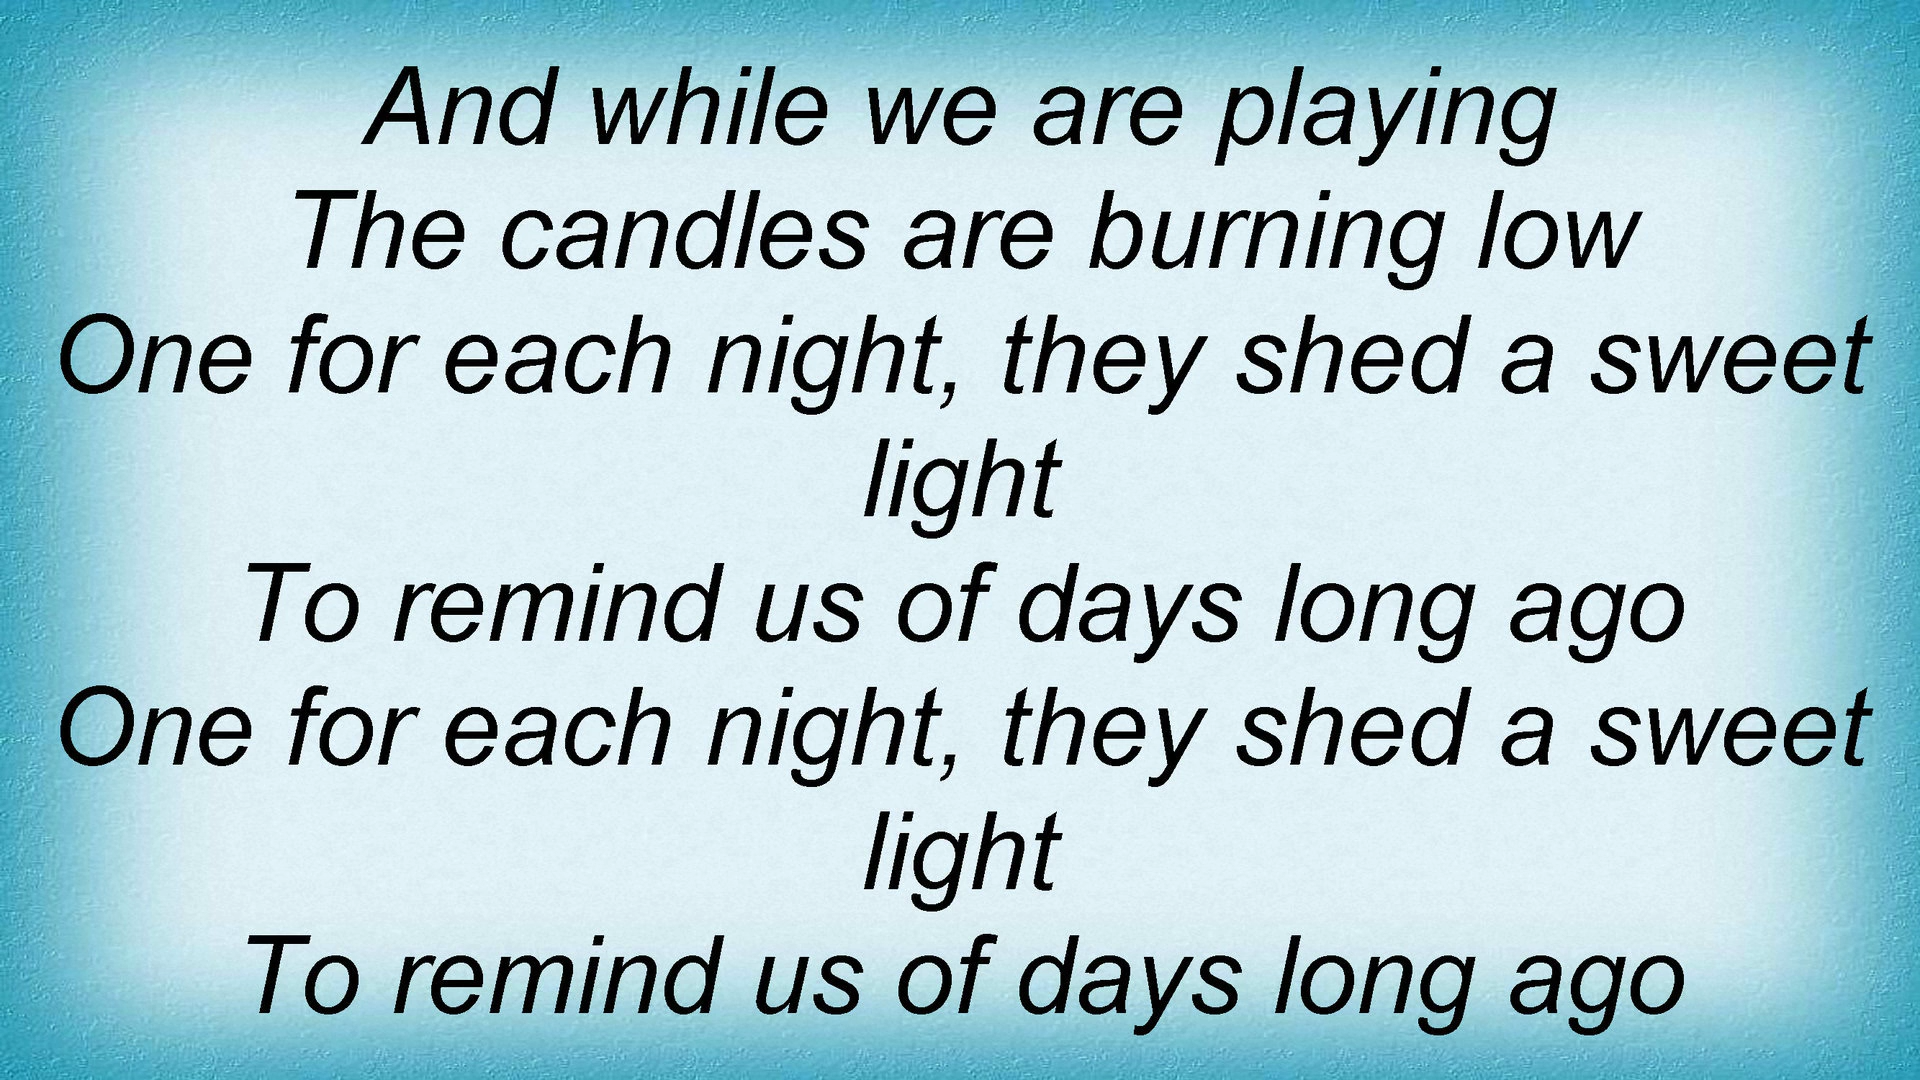 And while we are playing
The candles are burning low
One for each night, they shed a sweet
light
To remind us of days long ago
One for each night, they shed a sweet
light
To remind us of days long ago